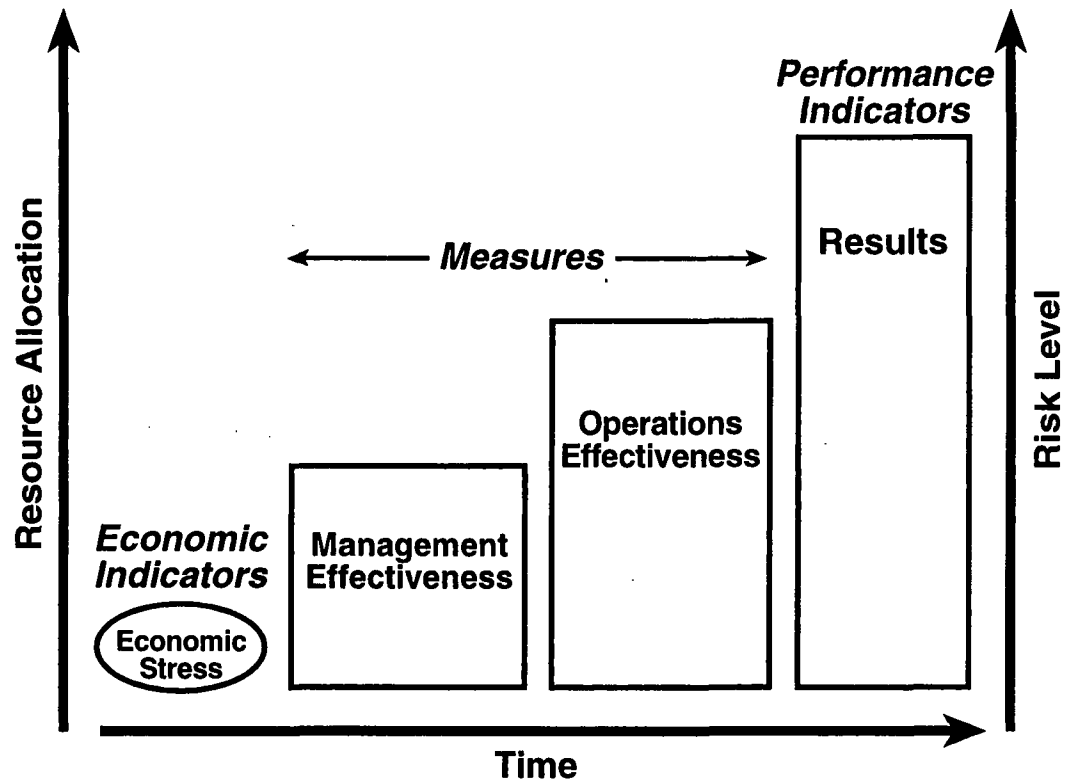 Performance
Indicators
Results
Measures
Operations
Effectiveness
Economic
Indicators
Management
Effectiveness
Economic
Stress
Resource Allocation
Risk Level
Time